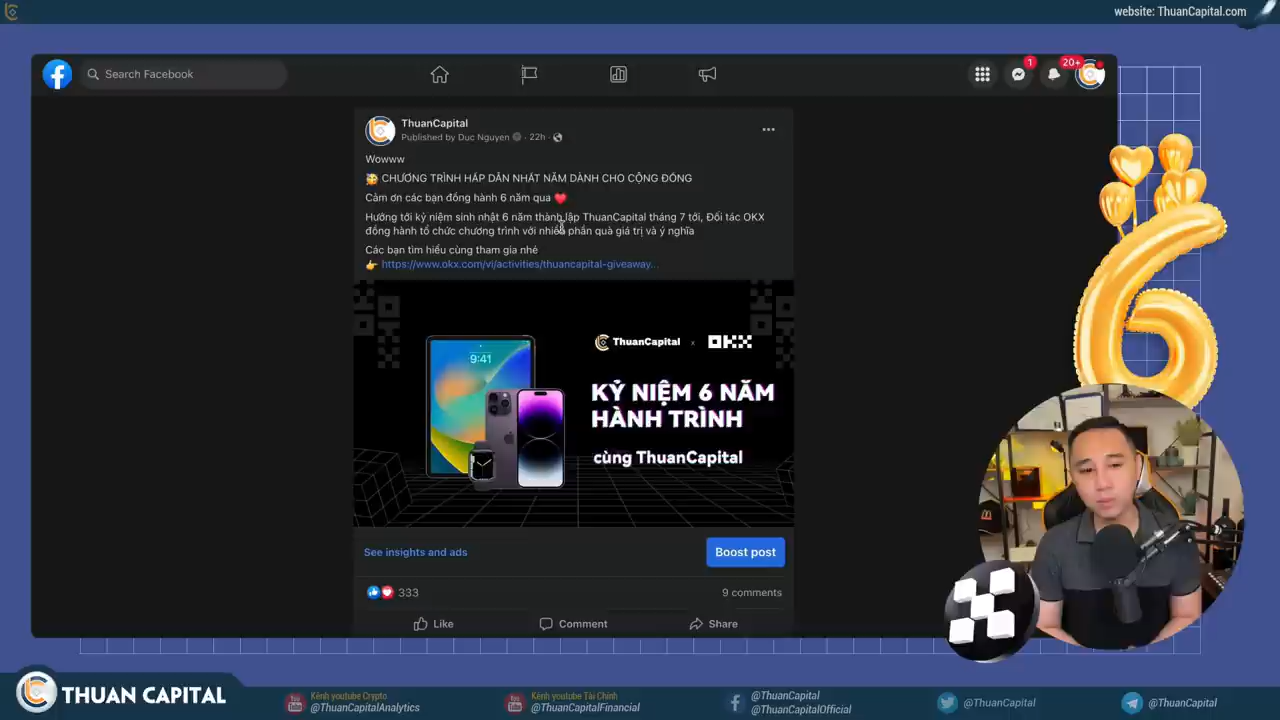 website: ThuanCapital.com
Search Facebook
1
20+
ThuanCapital
Published by Duc Nguyen · 22h ·
Wowww
CHƯƠNG TRÌNH HẤP DẪN NHẤT NĂM DÀNH CHO CỘNG ĐỒNG
Cảm ơn các bạn đồng hành 6 năm qua
Hướng tới kỷ niệm sinh nhật 6 năm thành lập ThuanCapital tháng 7 tới, Đối tác OKX
đồng hành tổ chức chương trình với nhiều phần quà giá trị và ý nghĩa
Các bạn tìm hiểu cùng tham gia nhé
https://www.okx.com/vi/activities/thuancapital-giveaway...
9:41
ThuanCapital x OKX
KỶ NIỆM 6 NĂM
HÀNH TRÌNH
cùng ThuanCapital
See insights and ads
Boost post
333
9 comments
Like
Comment
Share
6
THUAN CAPITAL
Kênh youtube Crypto
@ThuanCapitalAnalytics
Kênh youtube Tài Chính
@ThuanCapitalFinancial
@ThuanCapital
@ThuanCapitalOfficial
@ThuanCapital
@ThuanCapital